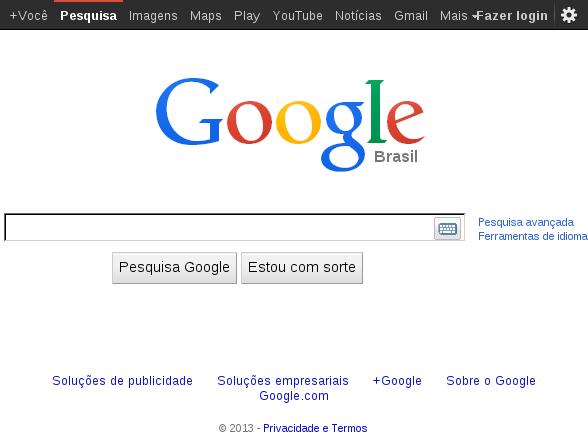 +Você Pesquisa Imagens Maps Play YouTube Notícias Gmail Mais Fazer login
Google
Brasil
Pesquisa avançada
Ferramentas de idioma
Pesquisa Google Estou com sorte
Soluções de publicidade Soluções empresariais +Google Sobre o Google
Google.com
© 2013 - Privacidade e Termos